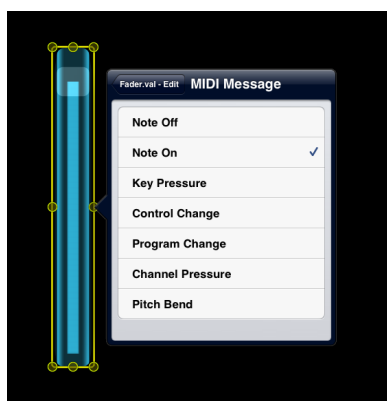 Fader.val - Edit MIDI Message
Note Off
Note On
Key Pressure
Control Change
Program Change
Channel Pressure
Pitch Bend